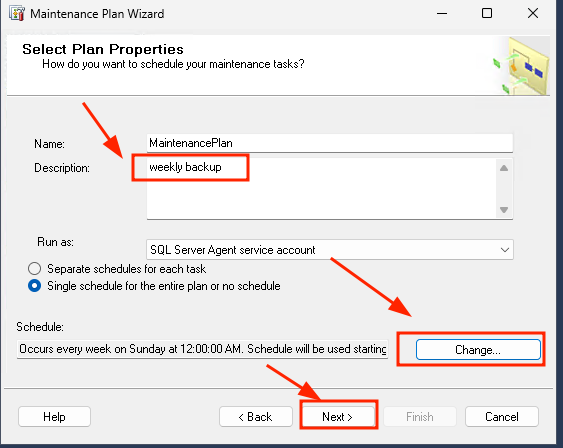 Maintenance Plan Wizard
Select Plan Properties
How do you want to schedule your maintenance tasks?
Name: MaintenancePlan
Description: weekly backup
Run as: SQL Server Agent service account
Separate schedules for each task
Single schedule for the entire plan or no schedule
Schedule:
Occurs every week on Sunday at 12:00:00 AM. Schedule will be used starting
Change...
Help < Back Next > Finish Cancel